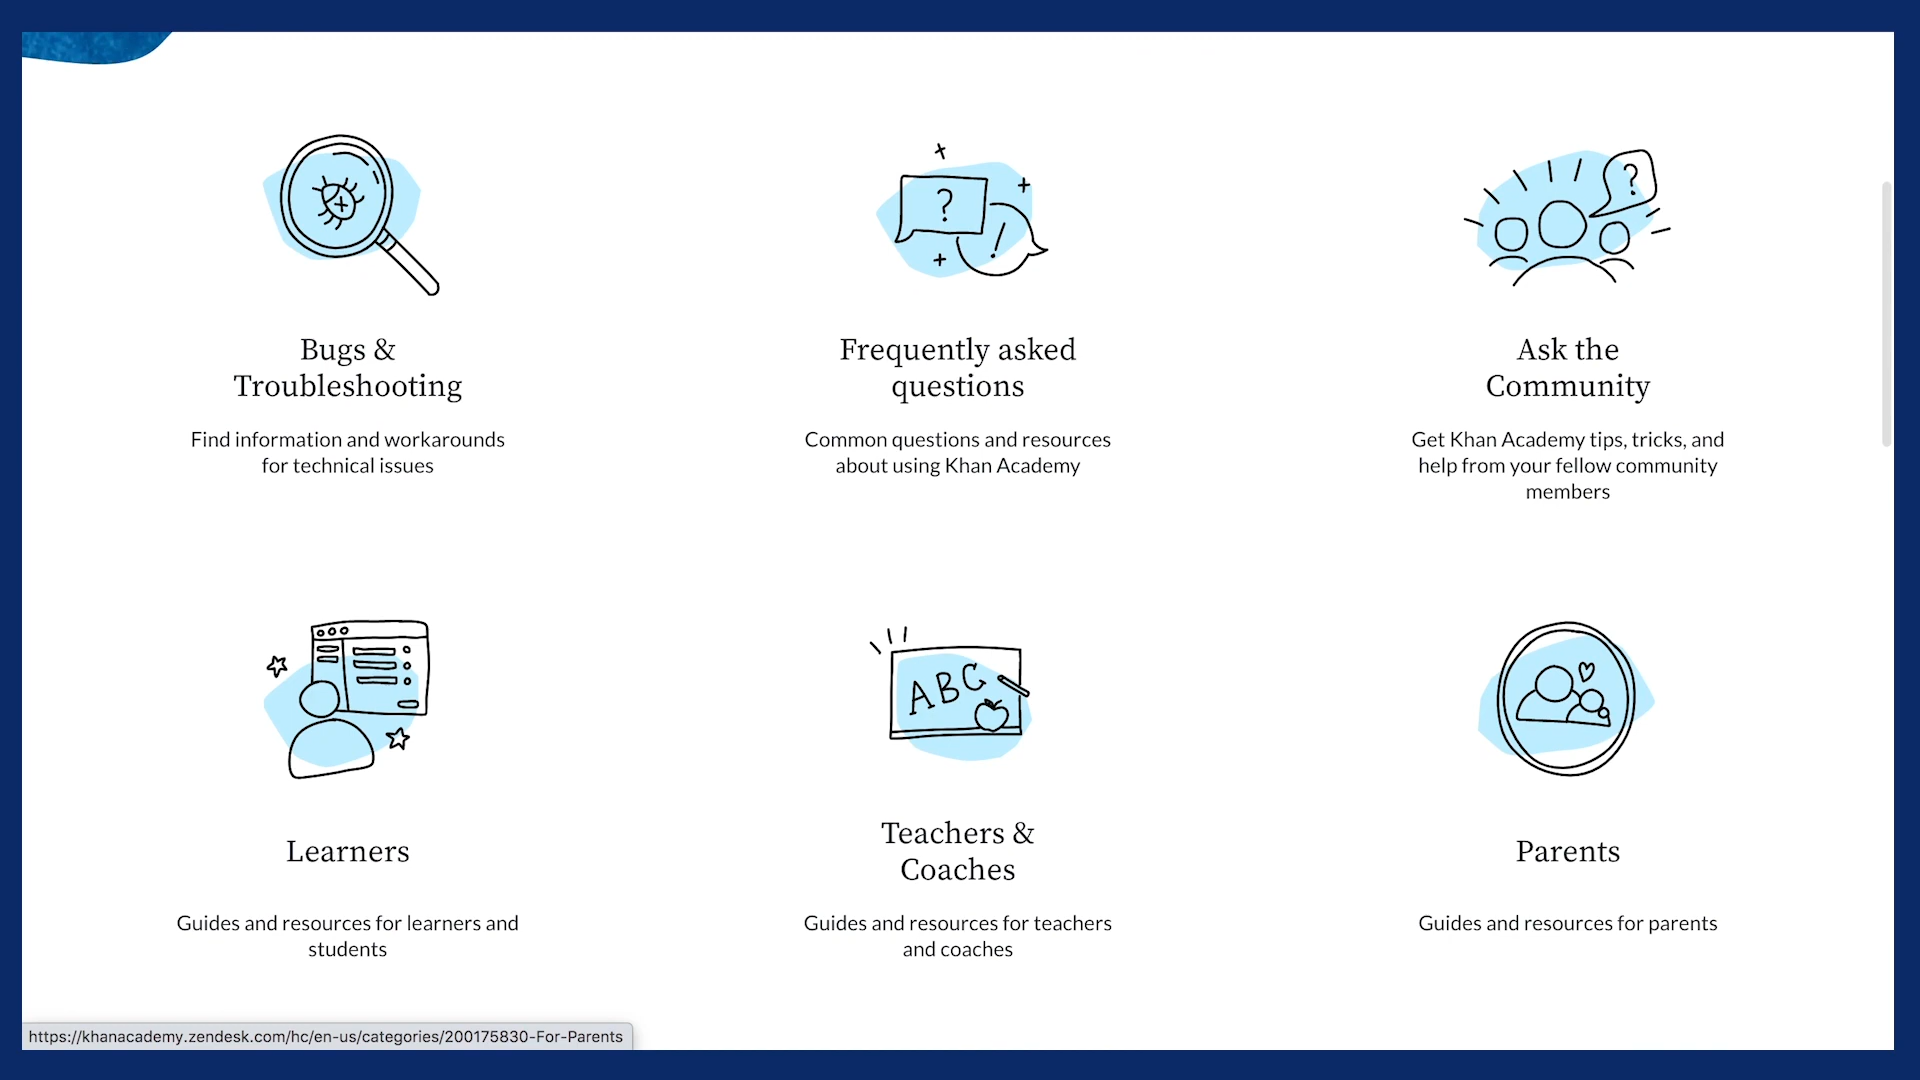 ?
?
!
?
Bugs &
Troubleshooting
Frequently asked
questions
Ask the
Community
Find information and workarounds
for technical issues
Common questions and resources
about using Khan Academy
Get Khan Academy tips, tricks, and
help from your fellow community
members
ABC
Learners
Teachers &
Coaches
Parents
Guides and resources for learners and
students
Guides and resources for teachers
and coaches
Guides and resources for parents
https://khanacademy.zendesk.com/hc/en-us/categories/200175830-For-Parents